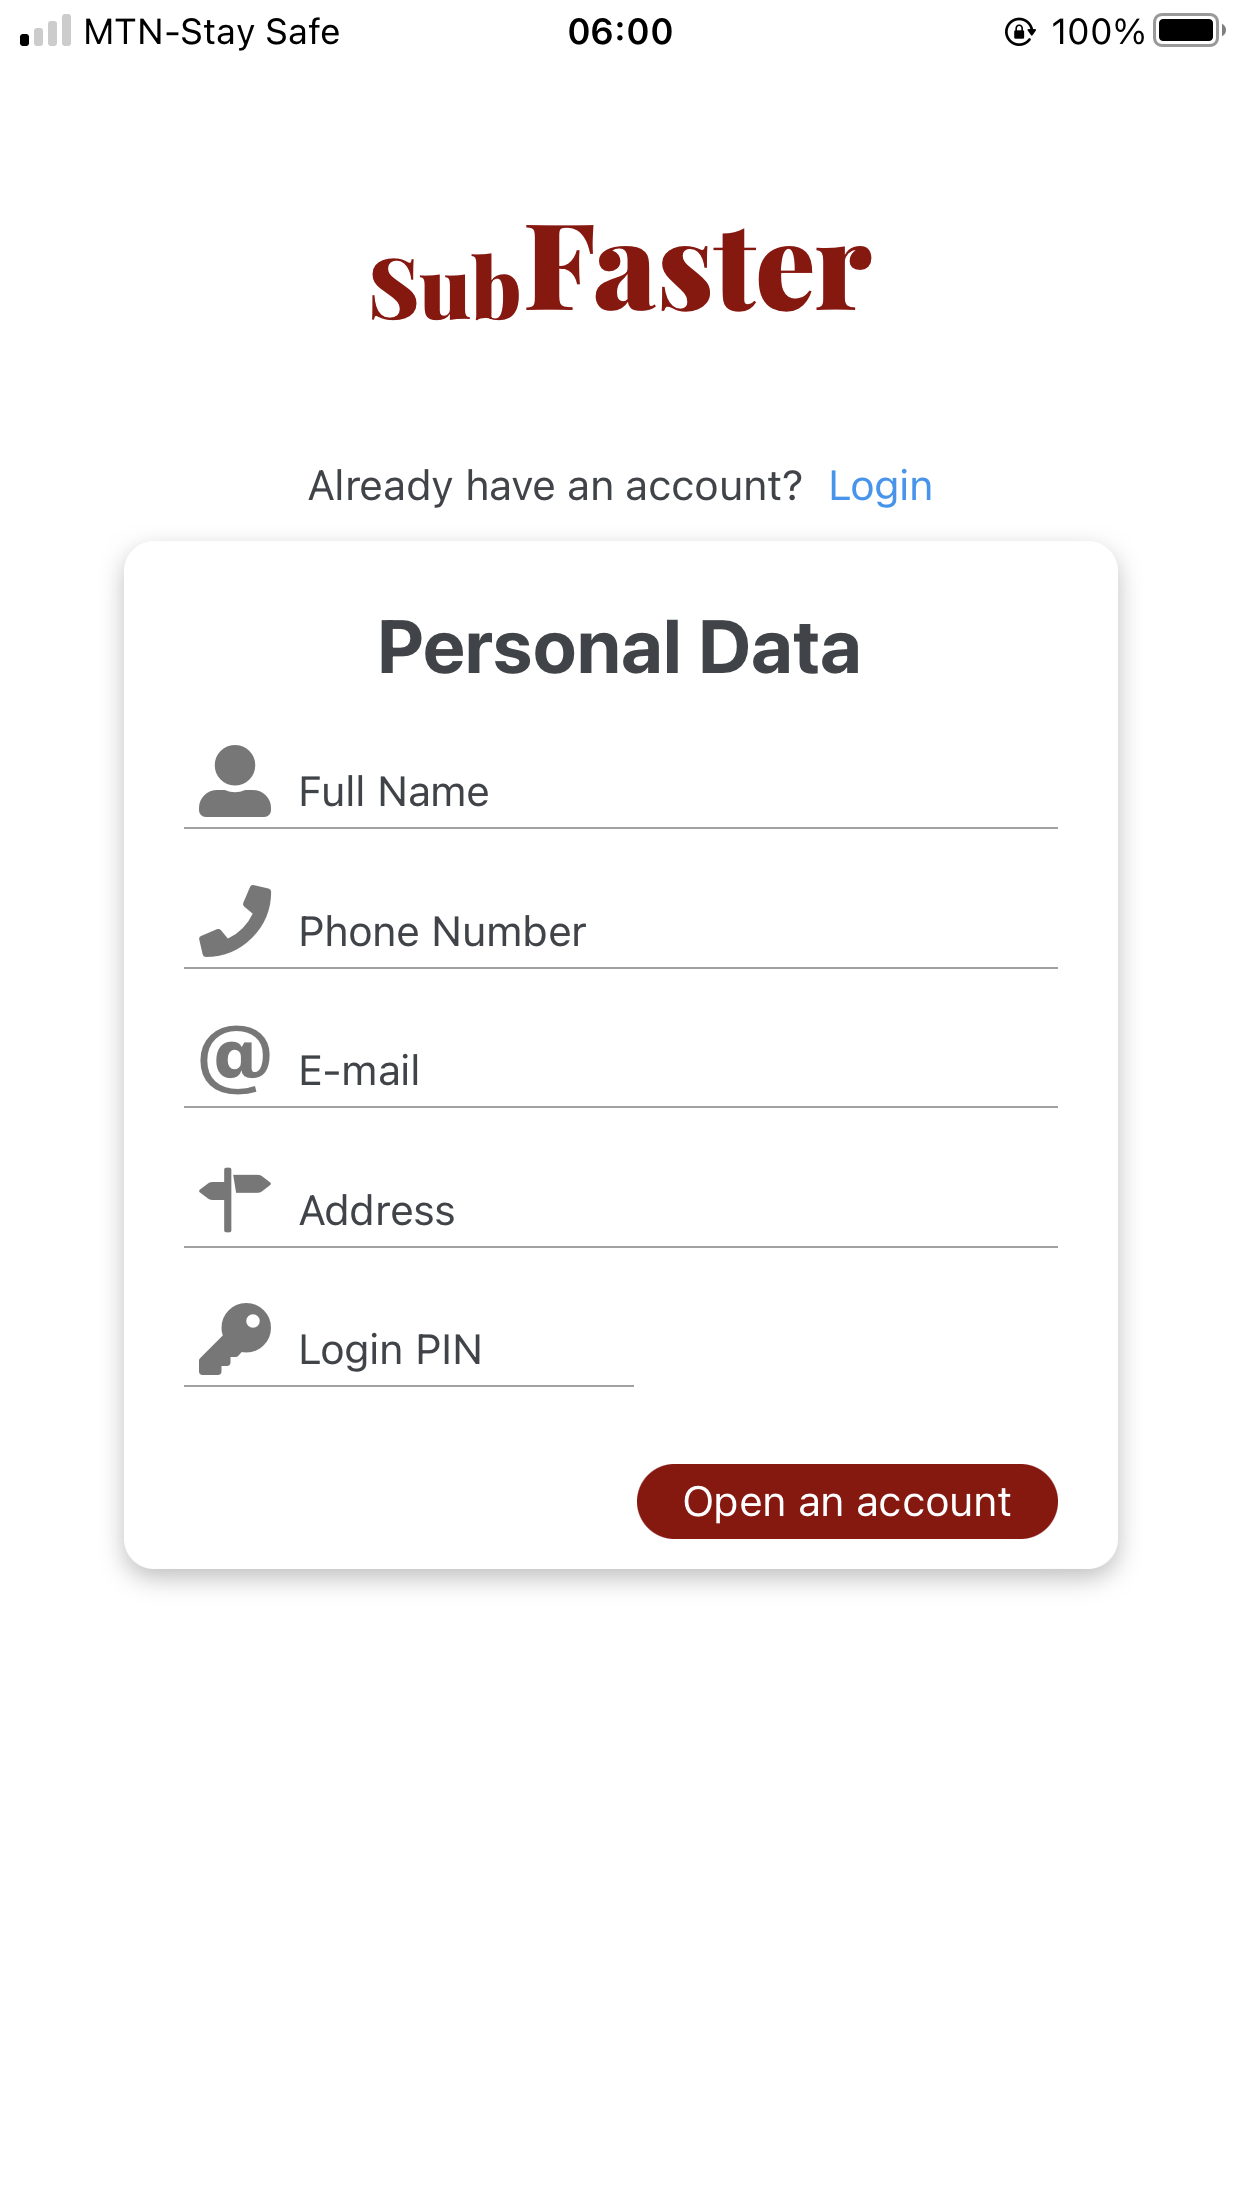 MTN-Stay Safe 06:00 100%
SubFaster
Already have an account? Login
Personal Data
Full Name
Phone Number
@ E-mail
Address
Login PIN
Open an account